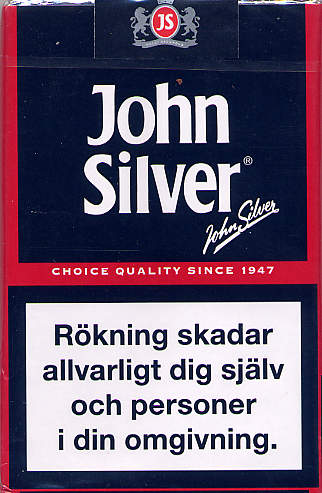 JS
John
Silver®
John Silver
CHOICE QUALITY SINCE 1947
Rökning skadar
allvarligt dig själv
och personer
i din omgivning.